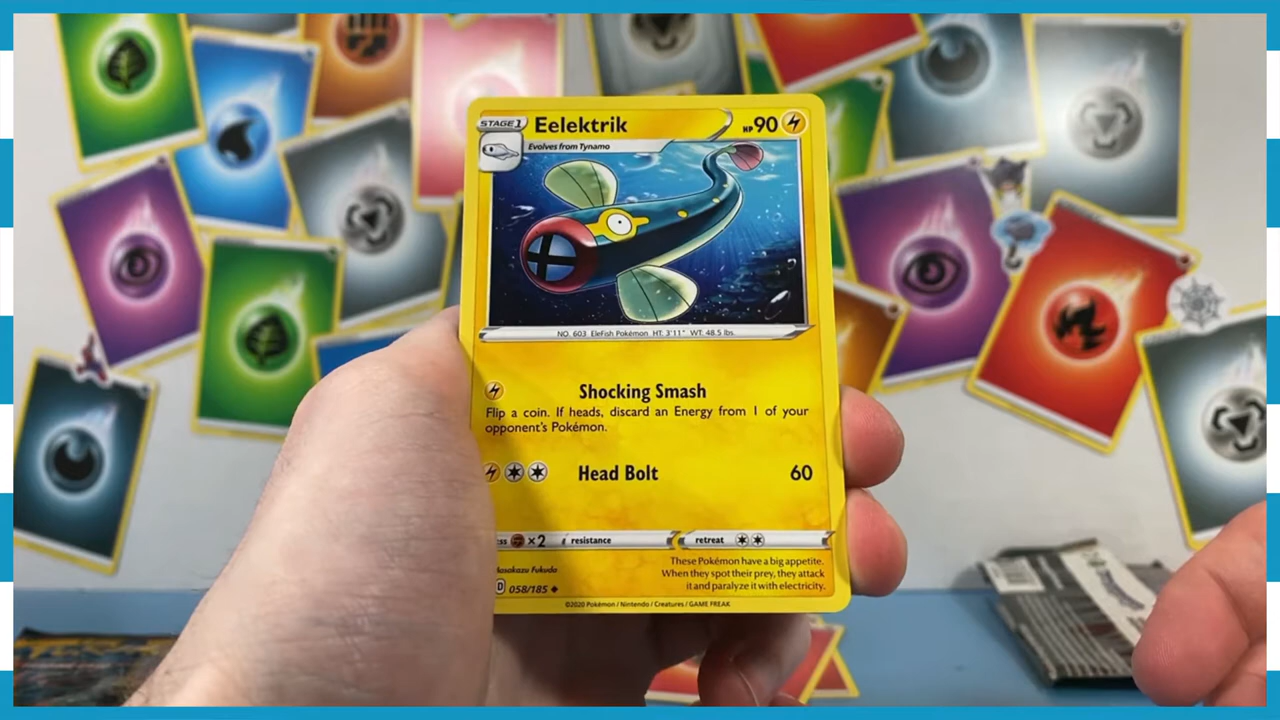 STAGE 1 Eelektrik HP 90
Evolves from Tynamo
NO. 603 EleFish Pokémon HT: 3'11" WT: 48.5 lbs.
Shocking Smash
Flip a coin. If heads, discard an Energy from 1 of your
opponent's Pokémon.
Head Bolt 60
×2 resistance retreat
These Pokémon have a big appetite.
When they spot their prey, they attack
it and paralyze it with electricity.
Fukuda
D 058/185
©2020 Pokémon / Nintendo / Creatures / GAME FREAK